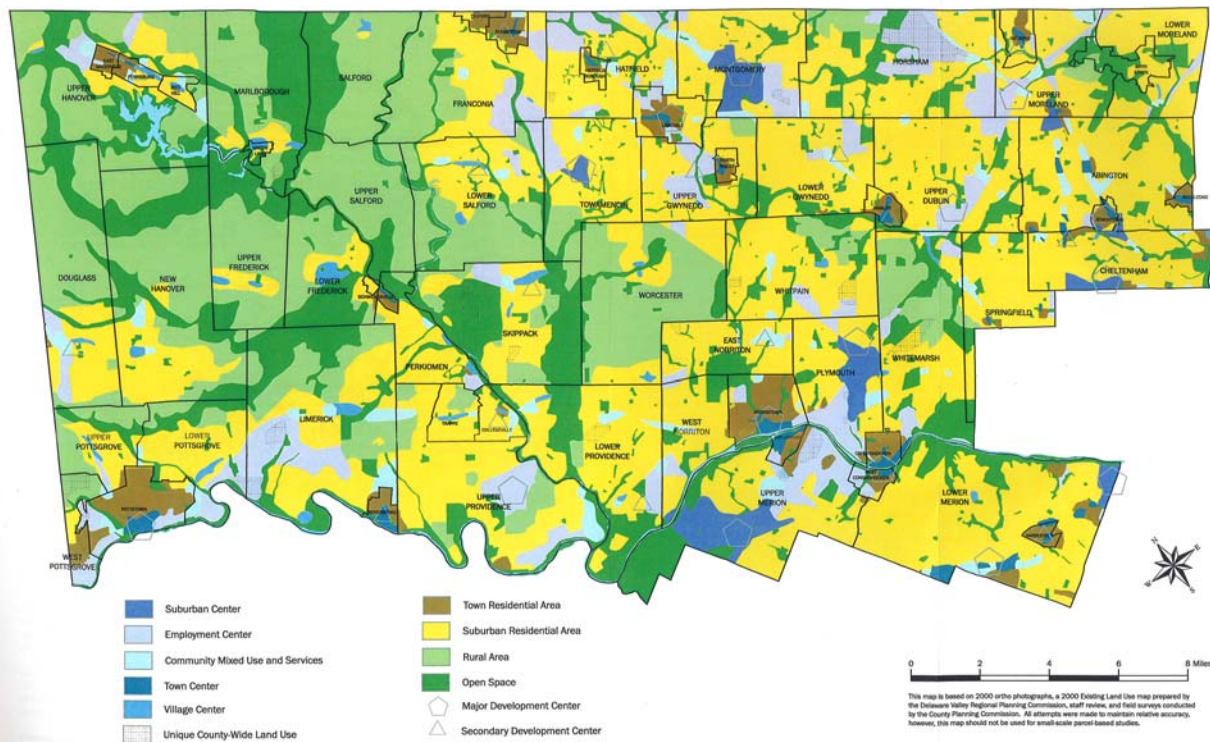 LOWER
MORELAND
HATFIELD
MONTGOMERY
HORSHAM
UPPER
MORELAND
SALFORD
MARLBOROUGH
UPPER
HANOVER
FRANCONIA
ABINGTON
UPPER
DUBLIN
LOWER
GWYNEDD
UPPER
GWYNEDD
TOWAMENCIN
LOWER
SALFORD
UPPER
SALFORD
UPPER
FREDERICK
LOWER
FREDERICK
NEW
HANOVER
DOUGLASS
CHELTENHAM
SPRINGFIELD
WHITPAIN
WORCESTER
SKIPPACK
EAST
NORRITON
PLYMOUTH
WHITEMARSH
PERKIOMEN
LIMERICK
UPPER
POTTSGROVE
LOWER
POTTSGROVE
COLLEGEVILLE
LOWER
PROVIDENCE
WEST
NORRITON
UPPER
PROVIDENCE
UPPER
MERION
LOWER
MERION
POTTSTOWN
WEST
POTTSGROVE
N
E
S
W
Suburban Center
Employment Center
Community Mixed Use and Services
Town Center
Village Center
Unique County-Wide Land Use
Town Residential Area
Suburban Residential Area
Rural Area
Open Space
Major Development Center
Secondary Development Center
0 2 4 6 8 Miles
This map is based on 2000 ortho photographs, a 2000 Existing Land Use map prepared by
the Delaware Valley Regional Planning Commission, staff review, and field surveys conducted
by the County Planning Commission. All attempts were made to maintain relative accuracy,
however, this map should not be used for small-scale parcel-based studies.